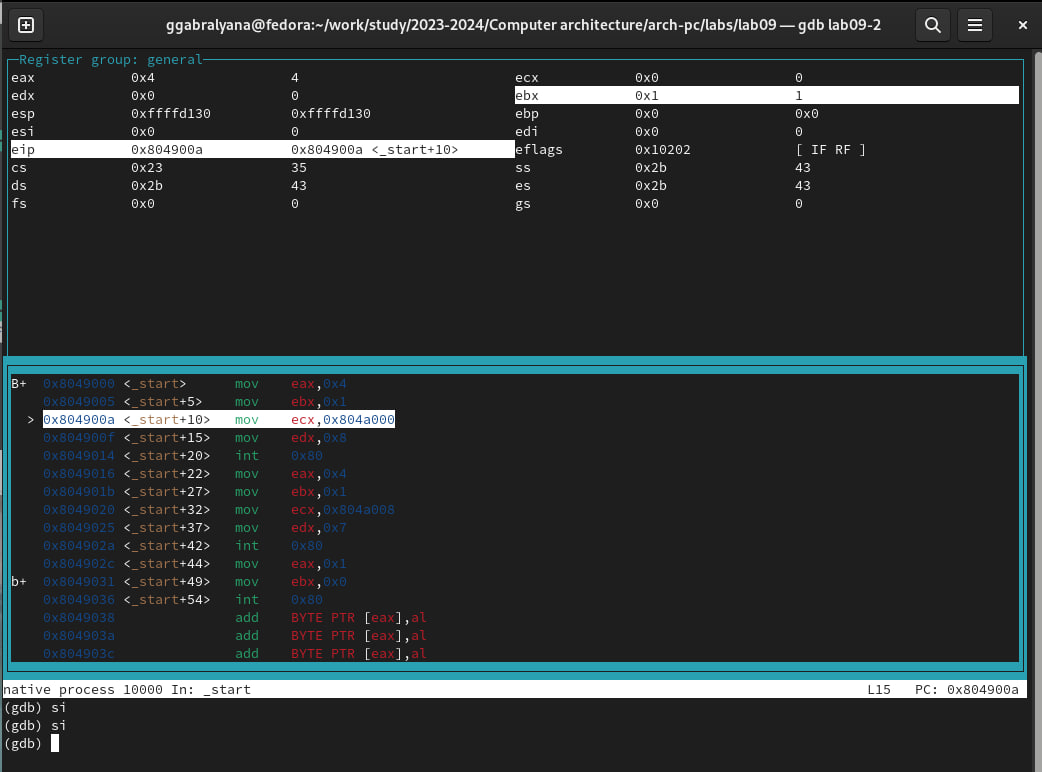 ggabralyana@fedora:~/work/study/2023-2024/Computer architecture/arch-pc/labs/lab09 — gdb lab09-2
Register group: general
eax 0x4 4 ecx 0x0 0
edx 0x0 0 ebx 0x1 1
esp 0xffffd130 0xffffd130 ebp 0x0 0x0
esi 0x0 0 edi 0x0 0
eip 0x804900a 0x804900a <_start+10> eflags 0x10202 [ IF RF ]
cs 0x23 35 ss 0x2b 43
ds 0x2b 43 es 0x2b 43
fs 0x0 0 gs 0x0 0
B+ 0x8049000 <_start> mov eax,0x4
0x8049005 <_start+5> mov ebx,0x1
> 0x804900a <_start+10> mov ecx,0x804a000
0x804900f <_start+15> mov edx,0x8
0x8049014 <_start+20> int 0x80
0x8049016 <_start+22> mov eax,0x4
0x804901b <_start+27> mov ebx,0x1
0x8049020 <_start+32> mov ecx,0x804a008
0x8049025 <_start+37> mov edx,0x7
0x804902a <_start+42> int 0x80
0x804902c <_start+44> mov eax,0x1
b+ 0x8049031 <_start+49> mov ebx,0x0
0x8049036 <_start+54> int 0x80
0x8049038 add BYTE PTR [eax],al
0x804903a add BYTE PTR [eax],al
0x804903c add BYTE PTR [eax],al
native process 10000 In: _start L15 PC: 0x804900a
(gdb) si
(gdb) si
(gdb)